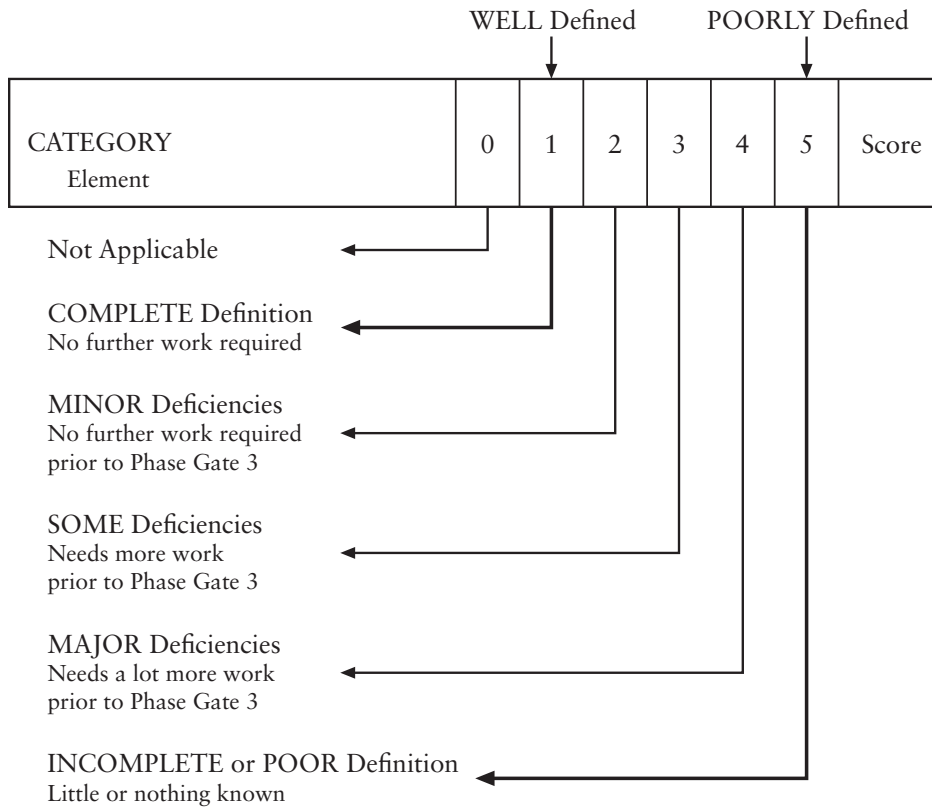 WELL Defined POORLY Defined
CATEGORY 0 1 2 3 4 5 Score
Element
Not Applicable
COMPLETE Definition
No further work required
MINOR Deficiencies
No further work required
prior to Phase Gate 3
SOME Deficiencies
Needs more work
prior to Phase Gate 3
MAJOR Deficiencies
Needs a lot more work
prior to Phase Gate 3
INCOMPLETE or POOR Definition
Little or nothing known